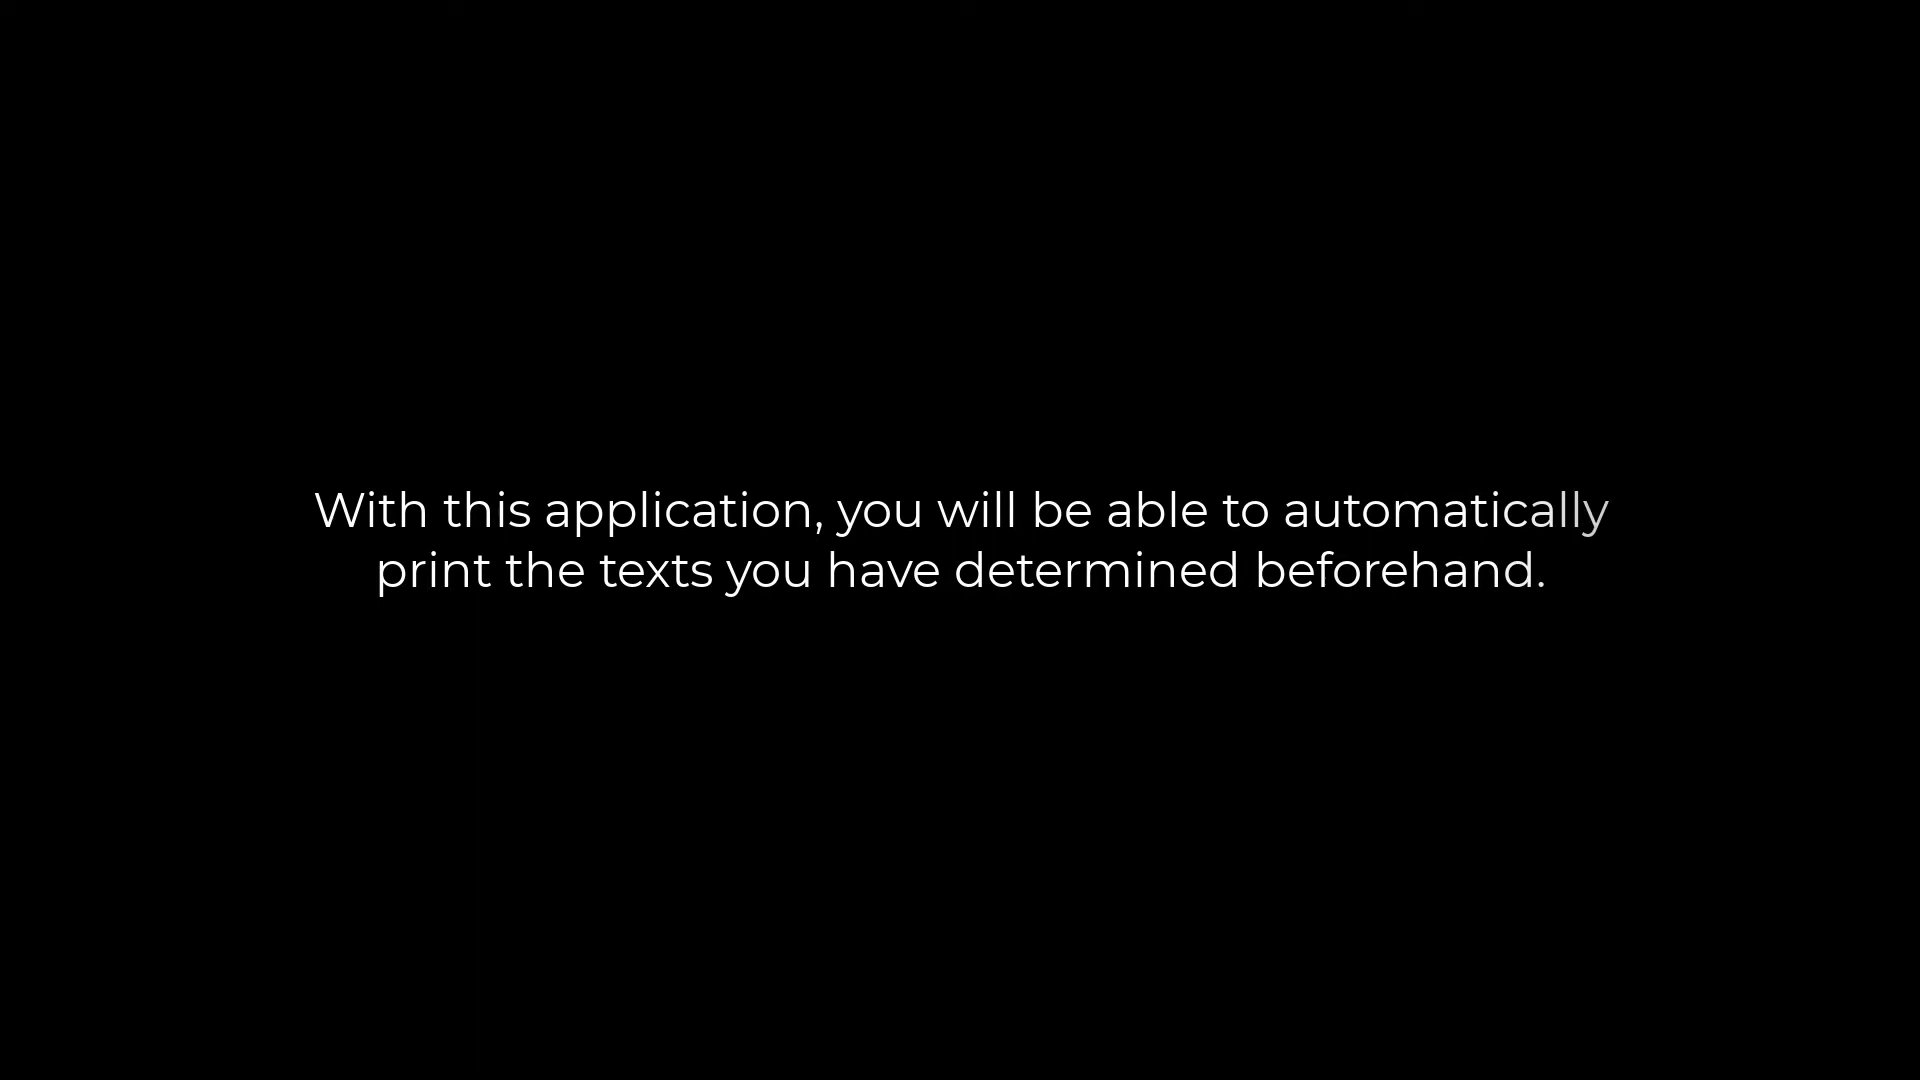 With this application, you will be able to automatically
print the texts you have determined beforehand.